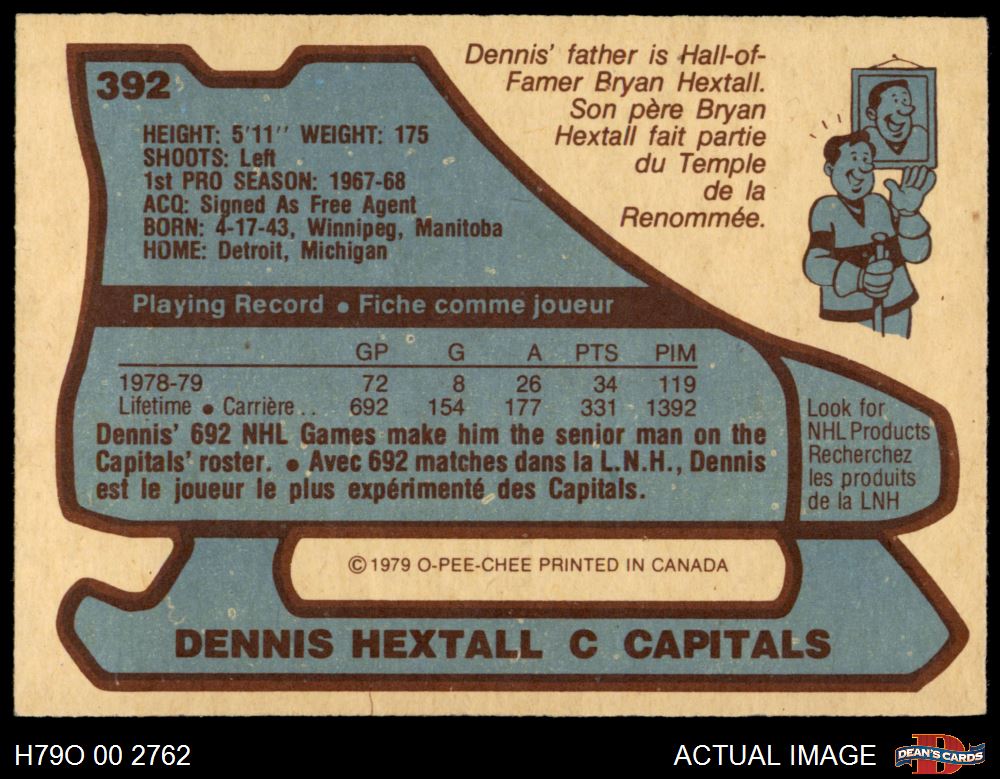 392
Dennis' father is Hall-of-
Famer Bryan Hextall.
Son père Bryan
Hextall fait partie
du Temple
de la
Renommée.
HEIGHT: 5'11" WEIGHT: 175
SHOOTS: Left
1st PRO SEASON: 1967-68
ACQ: Signed As Free Agent
BORN: 4-17-43, Winnipeg, Manitoba
HOME: Detroit, Michigan
Playing Record • Fiche comme joueur
GP G A PTS PIM
1978-79 72 8 26 34 119
Lifetime • Carrière . . 692 154 177 331 1392
Dennis' 692 NHL Games make him the senior man on the
Capitals' roster. • Avec 692 matches dans la L.N.H., Dennis
est le joueur le plus expérimenté des Capitals.
Look for
NHL Products
Recherchez
les produits
de la LNH
© 1979 O-PEE-CHEE PRINTED IN CANADA
DENNIS HEXTALL C CAPITALS
H79O 00 2762
ACTUAL IMAGE
DEAN'S CARDS